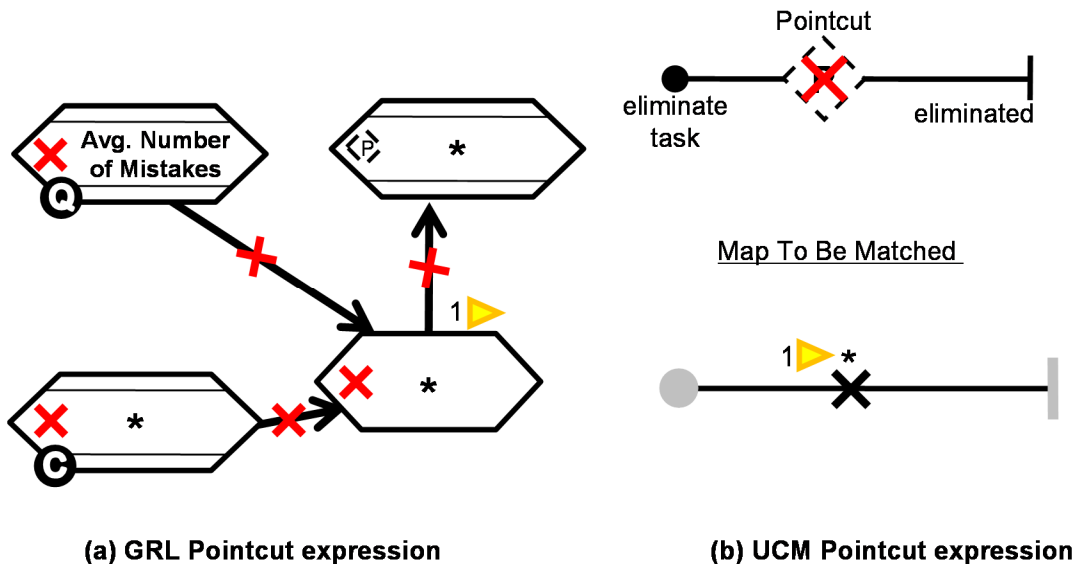 Pointcut
P
eliminate
task
eliminated
Avg. Number
of Mistakes
Q
P
*
1
*
*
C
Map To Be Matched
1
*
(a) GRL Pointcut expression
(b) UCM Pointcut expression